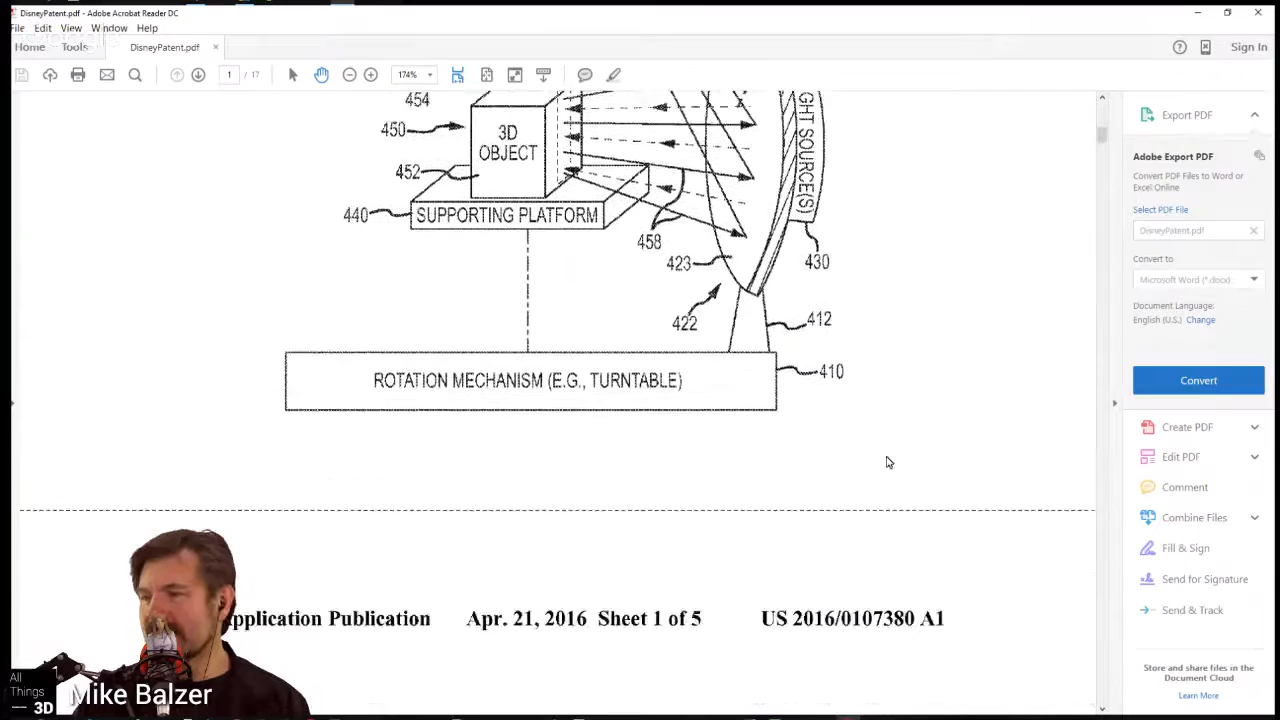 DisneyPatent.pdf - Adobe Acrobat Reader DC
File Edit View Window Help
Home Tools DisneyPatent.pdf × Sign In
1 / 17 174%
454
450
3D
OBJECT
452
440
SUPPORTING PLATFORM
458
423
422
GHT SOURCE(S)
430
412
ROTATION MECHANISM (E.G., TURNTABLE)
410
Application Publication Apr. 21, 2016 Sheet 1 of 5 US 2016/0107380 A1
Export PDF
Adobe Export PDF
Convert PDF Files to Word or
Excel Online
Select PDF File
DisneyPatent.pdf
Convert to
Microsoft Word (*.docx)
Document Language:
English (U.S.) Change
Convert
Create PDF
Edit PDF
Comment
Combine Files
Fill & Sign
Send for Signature
Send & Track
Store and share files in the
Document Cloud
Learn More
All
Things
3D
Mike Balzer